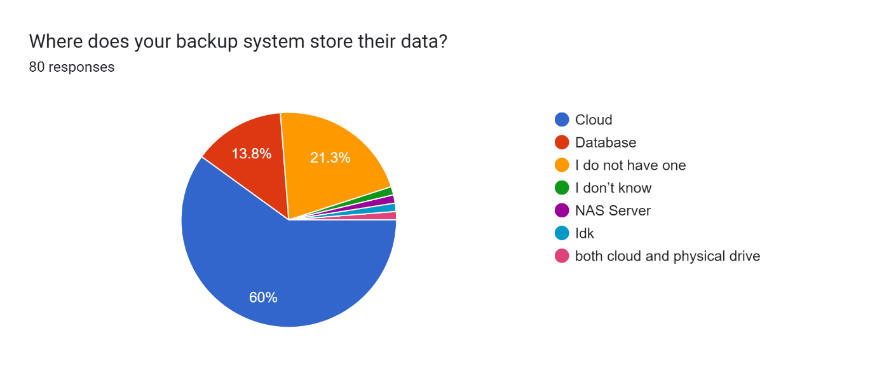 Where does your backup system store their data?
80 responses
13.8%
21.3%
60%
Cloud
Database
I do not have one
I don't know
NAS Server
Idk
both cloud and physical drive